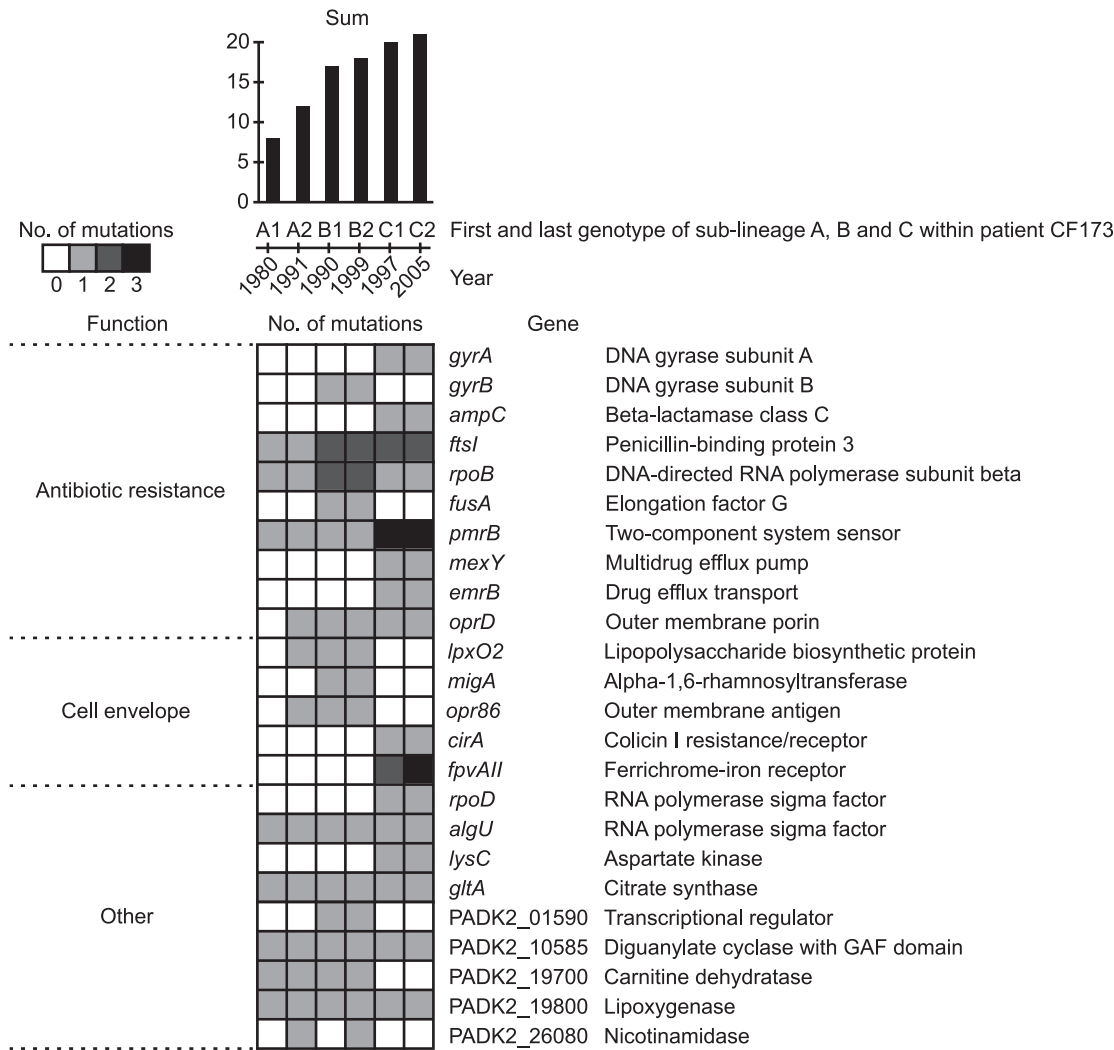 Sum
20
15
10
5
0
No. of mutations
0 1 2 3
A1 A2 B1 B2 C1 C2 First and last genotype of sub-lineage A, B and C within patient CF173
1980 1991 1990 1999 1997 2005 Year
Function No. of mutations Gene
gyrA DNA gyrase subunit A
gyrB DNA gyrase subunit B
ampC Beta-lactamase class C
ftsI Penicillin-binding protein 3
rpoB DNA-directed RNA polymerase subunit beta
Antibiotic resistance
fusA Elongation factor G
pmrB Two-component system sensor
mexY Multidrug efflux pump
emrB Drug efflux transport
oprD Outer membrane porin
lpxO2 Lipopolysaccharide biosynthetic protein
migA Alpha-1,6-rhamnosyltransferase
Cell envelope opr86 Outer membrane antigen
cirA Colicin I resistance/receptor
fpvAII Ferrichrome-iron receptor
rpoD RNA polymerase sigma factor
algU RNA polymerase sigma factor
lysC Aspartate kinase
gltA Citrate synthase
Other PADK2_01590 Transcriptional regulator
PADK2_10585 Diguanylate cyclase with GAF domain
PADK2_19700 Carnitine dehydratase
PADK2_19800 Lipoxygenase
PADK2_26080 Nicotinamidase